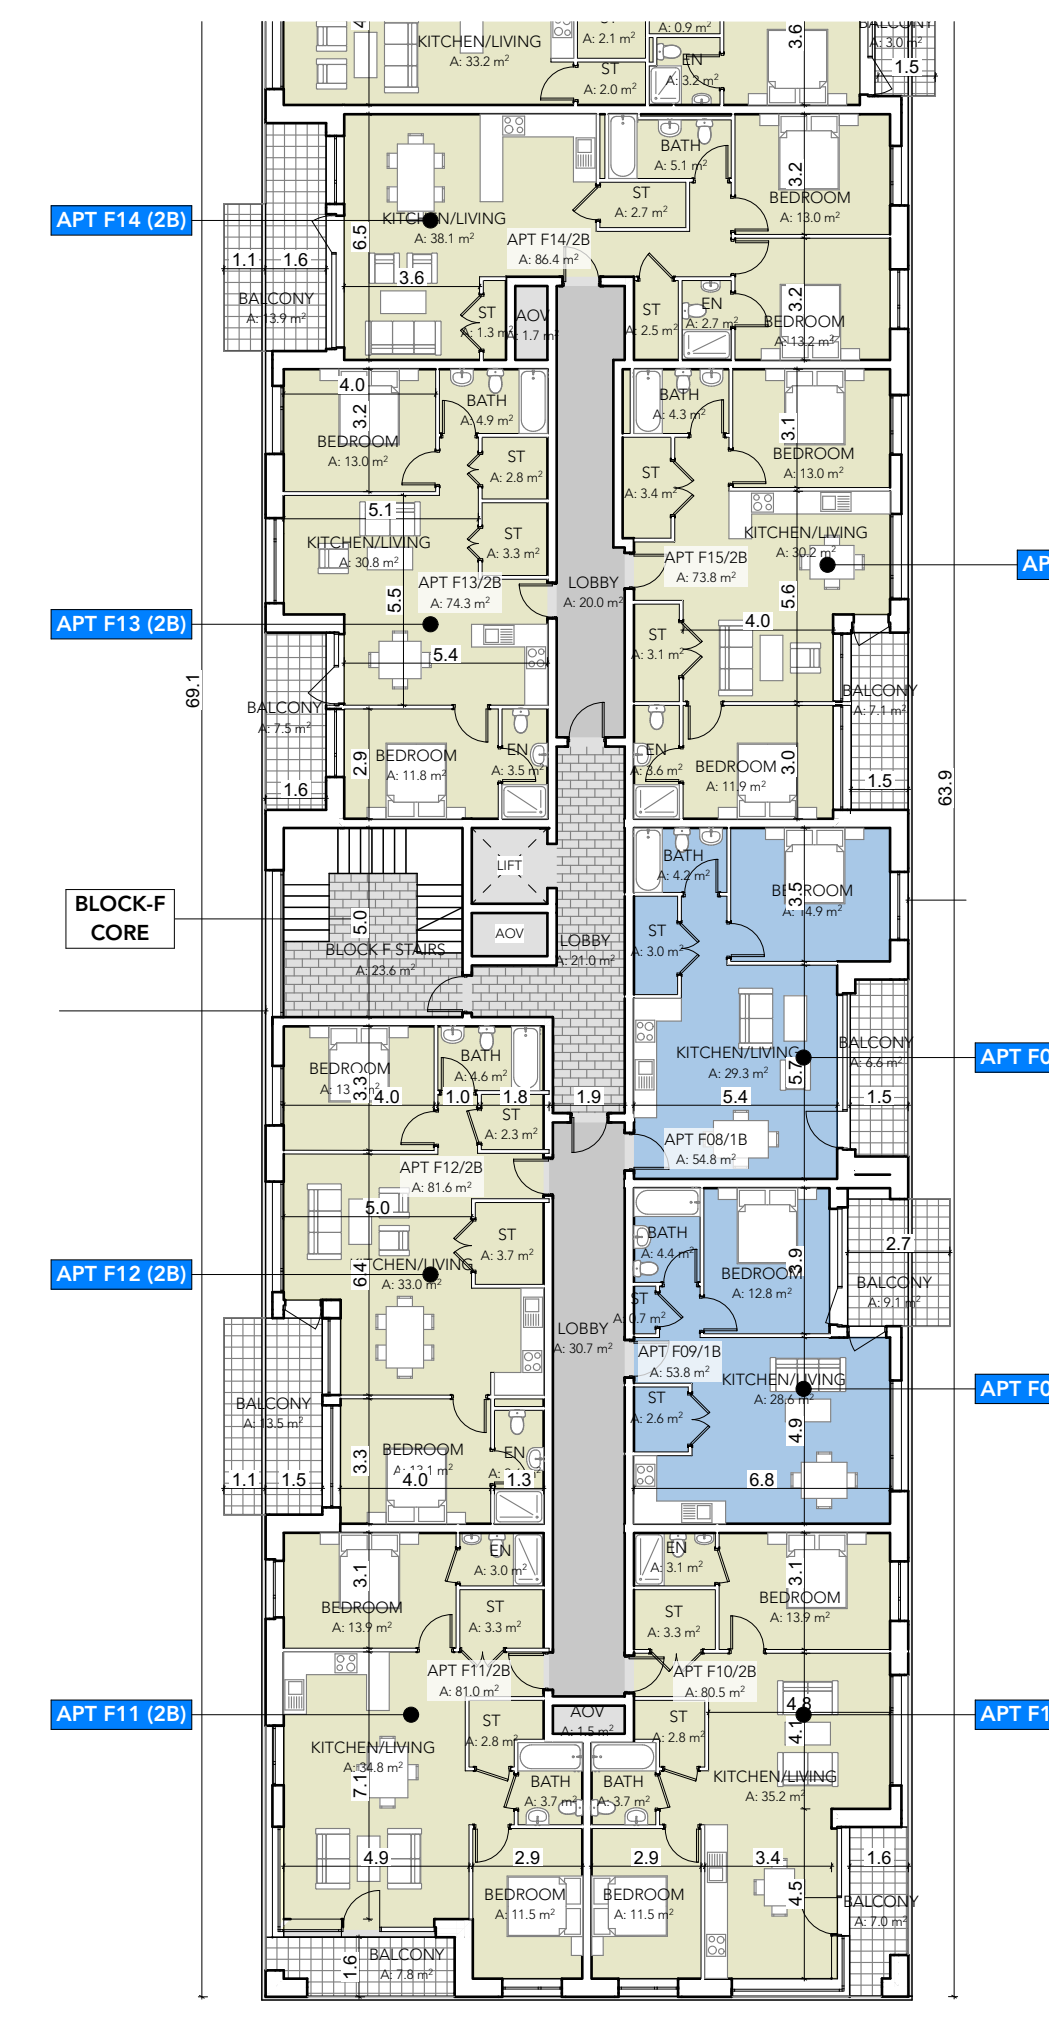 KITCHEN/LIVING
A: 33.2 m²
A: 2.1 m²
ST
A: 2.0 m²
A: 0.9 m²
EN
A: 3.2 m²
3.6
BALCONY
A: 3.0 m²
1.5
APT F14 (2B)
KITCHEN/LIVING
A: 38.1 m²
6.5
3.6
BATH
A: 5.1 m²
ST
A: 2.7 m²
3.2
BEDROOM
A: 13.0 m²
APT F14/2B
A: 86.4 m²
1.1
1.6
BALCONY
A: 13.9 m²
ST
A: 1.3 m²
AOV
A: 1.7 m²
ST
A: 2.5 m²
EN
A: 2.7 m²
3.2
BEDROOM
A: 13.2 m²
4.0
3.2
BEDROOM
A: 13.0 m²
BATH
A: 4.9 m²
ST
A: 2.8 m²
BATH
A: 4.3 m²
ST
A: 3.4 m²
3.1
BEDROOM
A: 13.0 m²
5.1
KITCHEN/LIVING
A: 30.8 m²
ST
A: 3.3 m²
APT F13/2B
A: 74.3 m²
5.5
LOBBY
A: 20.0 m²
APT F15/2B
A: 73.8 m²
KITCHEN/LIVING
A: 30.2 m²
5.6
4.0
AP
APT F13 (2B)
5.4
ST
A: 3.1 m²
69.1
BALCONY
A: 7.5 m²
1.6
2.9
BEDROOM
A: 11.8 m²
EN
A: 3.5 m²
EN
A: 3.6 m²
BEDROOM
A: 11.9 m²
3.0
BALCONY
A: 7.1 m²
1.5
63.9
LIFT
AOV
BLOCK-F
CORE
5.0
BLOCK F STAIRS
A: 23.6 m²
LOBBY
A: 21.0 m²
BATH
A: 4.2 m²
ST
A: 3.0 m²
3.5
BEDROOM
A: 14.9 m²
KITCHEN/LIVING
A: 29.3 m²
5.7
5.4
BALCONY
A: 6.6 m²
1.5
APT F0
APT F08/1B
A: 54.8 m²
BEDROOM
3.3
4.0
BATH
A: 4.6 m²
1.0
1.8
ST
A: 2.3 m²
1.9
APT F12/2B
A: 81.6 m²
5.0
ST
A: 3.7 m²
APT F12 (2B)
6.4
KITCHEN/LIVING
A: 33.0 m²
LOBBY
A: 30.7 m²
BATH
A: 4.4 m²
ST
A: 0.7 m²
3.9
BEDROOM
A: 12.8 m²
2.7
BALCONY
A: 9.1 m²
APT F09/1B
A: 53.8 m²
KITCHEN/LIVING
A: 28.6 m²
ST
A: 2.6 m²
4.9
6.8
APT F0
BALCONY
A: 13.5 m²
1.1
1.5
3.3
BEDROOM
4.0
EN
1.3
3.1
BEDROOM
A: 13.9 m²
EN
A: 3.0 m²
ST
A: 3.3 m²
EN
A: 3.1 m²
ST
A: 3.3 m²
3.1
BEDROOM
A: 13.9 m²
APT F11/2B
A: 81.0 m²
APT F10/2B
A: 80.5 m²
APT F11 (2B)
KITCHEN/LIVING
A: 34.8 m²
7.1
ST
A: 2.8 m²
AOV
A: 1.5 m²
ST
A: 2.8 m²
4.8
4.1
APT F1
KITCHEN/LIVING
A: 35.2 m²
BATH
A: 3.7 m²
BATH
A: 3.7 m²
4.9
2.9
2.9
3.4
1.6
BEDROOM
A: 11.5 m²
BEDROOM
A: 11.5 m²
4.5
BALCONY
A: 7.0 m²
1.6
BALCONY
A: 7.8 m²